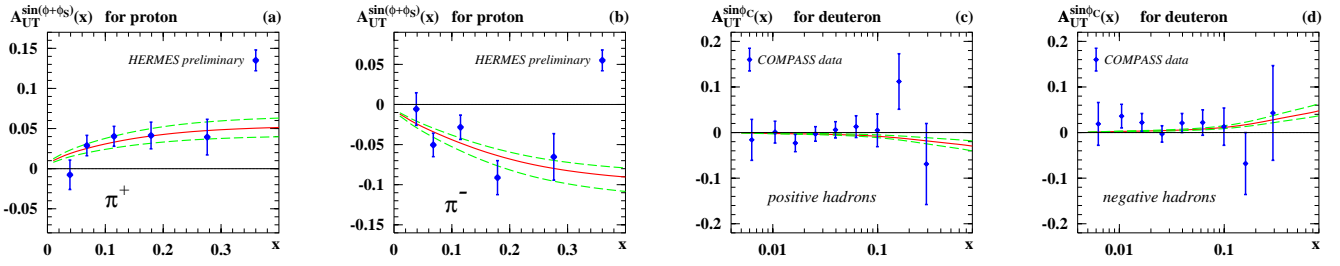 A_UT^sin(ϕ+ϕ_S)(x) for proton (a)
HERMES preliminary
0.15
0.1
0.05
0
-0.05
π⁺
0 0.1 0.2 0.3 x
A_UT^sin(ϕ+ϕ_S)(x) for proton (b)
HERMES preliminary
0.05
0
-0.05
-0.1
-0.15
π⁻
0 0.1 0.2 0.3 x
A_UT^sinϕ_C(x) for deuteron (c)
COMPASS data
0.2
0.1
0
-0.1
-0.2
positive hadrons
0.01 0.1 x
A_UT^sinϕ_C(x) for deuteron (d)
COMPASS data
0.2
0.1
0
-0.1
-0.2
negative hadrons
0.01 0.1 x